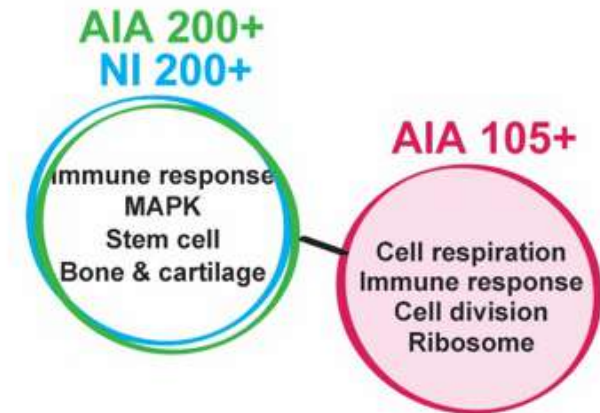 AIA 200+
NI 200+
Immune response
MAPK
Stem cell
Bone & cartilage
AIA 105+
Cell respiration
Immune response
Cell division
Ribosome